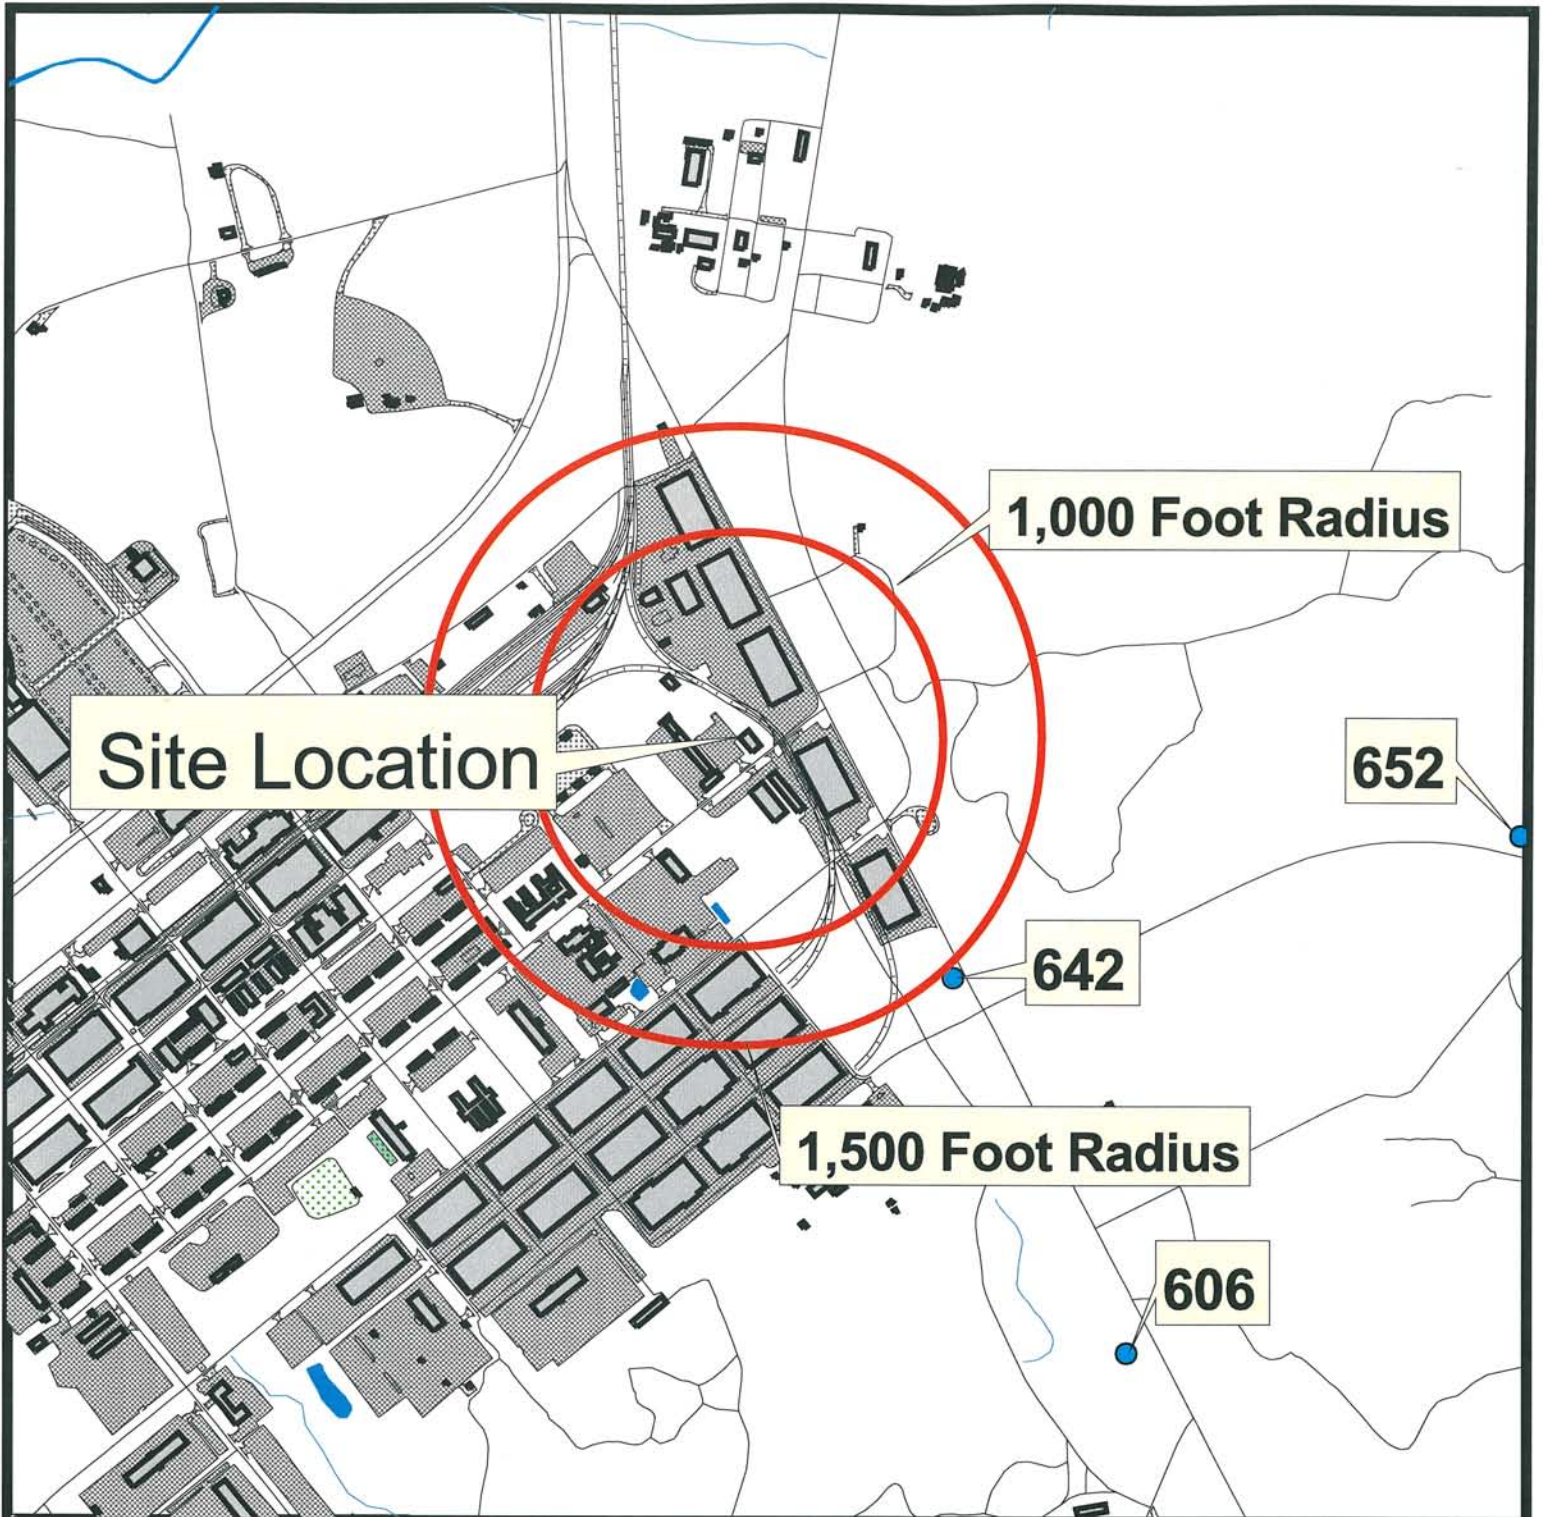 1,000 Foot Radius
Site Location
652
642
1,500 Foot Radius
606